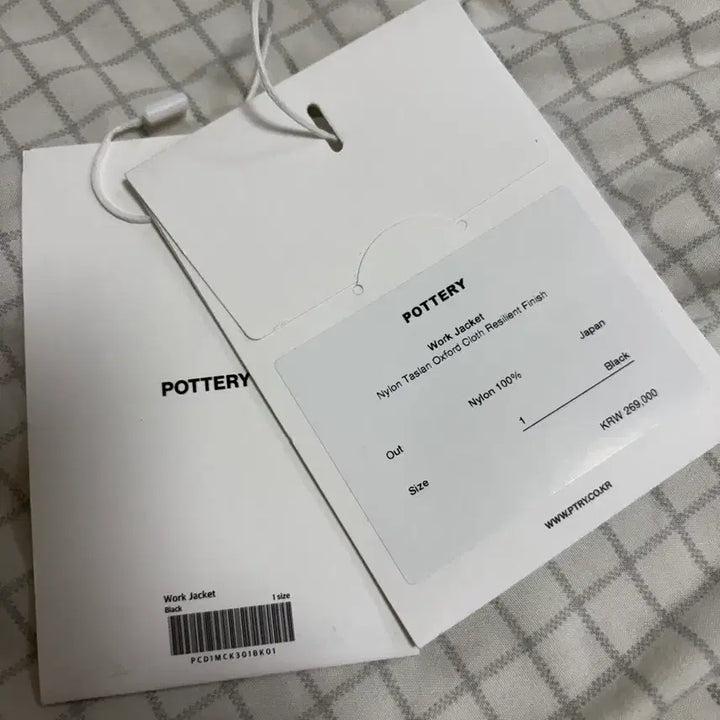 POTTERY
Work Jacket 1 size
Black
PCD1MCK301BK01
POTTERY
Work Jacket
Nylon Taslan Oxford Cloth Resilient Finish
Out Nylon 100% Japan
Size 1 Black
KRW 269,000
WWW.PTRY.CO.KR